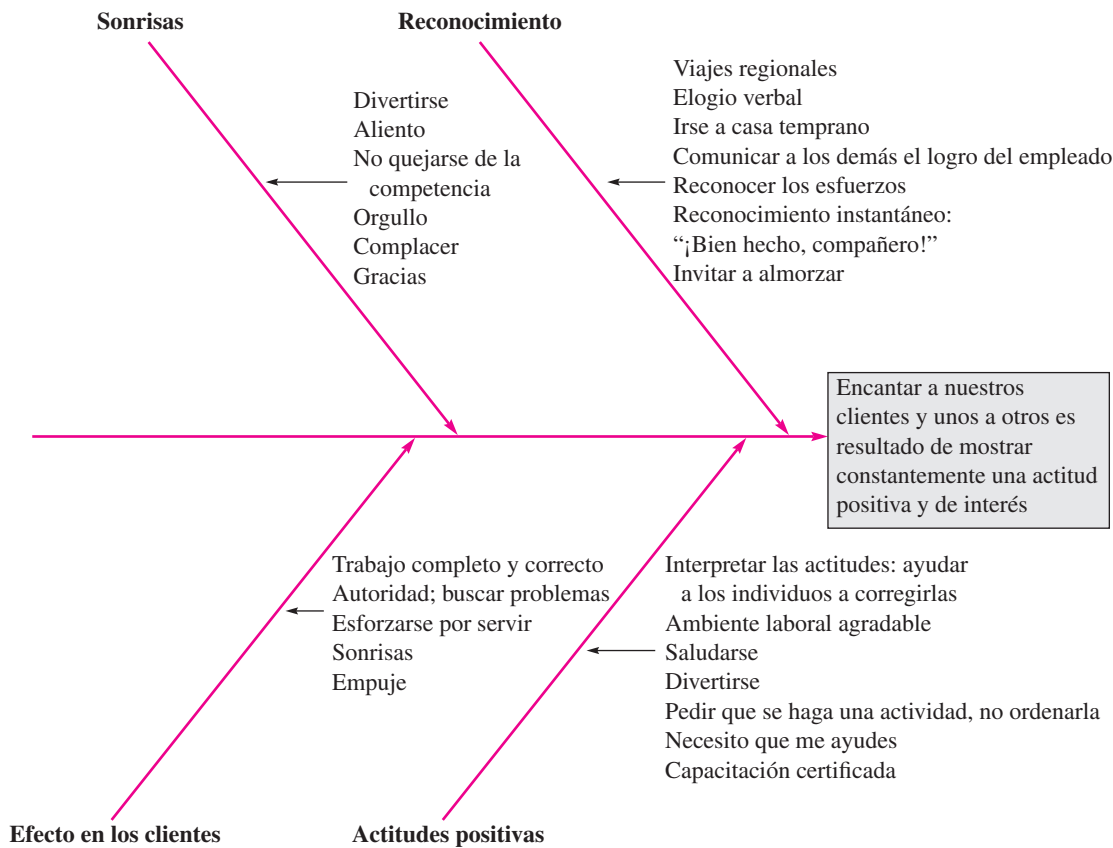 Sonrisas
Reconocimiento
Divertirse
Aliento
No quejarse de la
competencia
Orgullo
Complacer
Gracias
Viajes regionales
Elogio verbal
Irse a casa temprano
Comunicar a los demás el logro del empleado
Reconocer los esfuerzos
Reconocimiento instantáneo:
“¡Bien hecho, compañero!”
Invitar a almorzar
Encantar a nuestros
clientes y unos a otros es
resultado de mostrar
constantemente una actitud
positiva y de interés
Trabajo completo y correcto
Autoridad; buscar problemas
Esforzarse por servir
Sonrisas
Empuje
Interpretar las actitudes: ayudar
a los individuos a corregirlas
Ambiente laboral agradable
Saludarse
Divertirse
Pedir que se haga una actividad, no ordenarla
Necesito que me ayudes
Capacitación certificada
Efecto en los clientes
Actitudes positivas